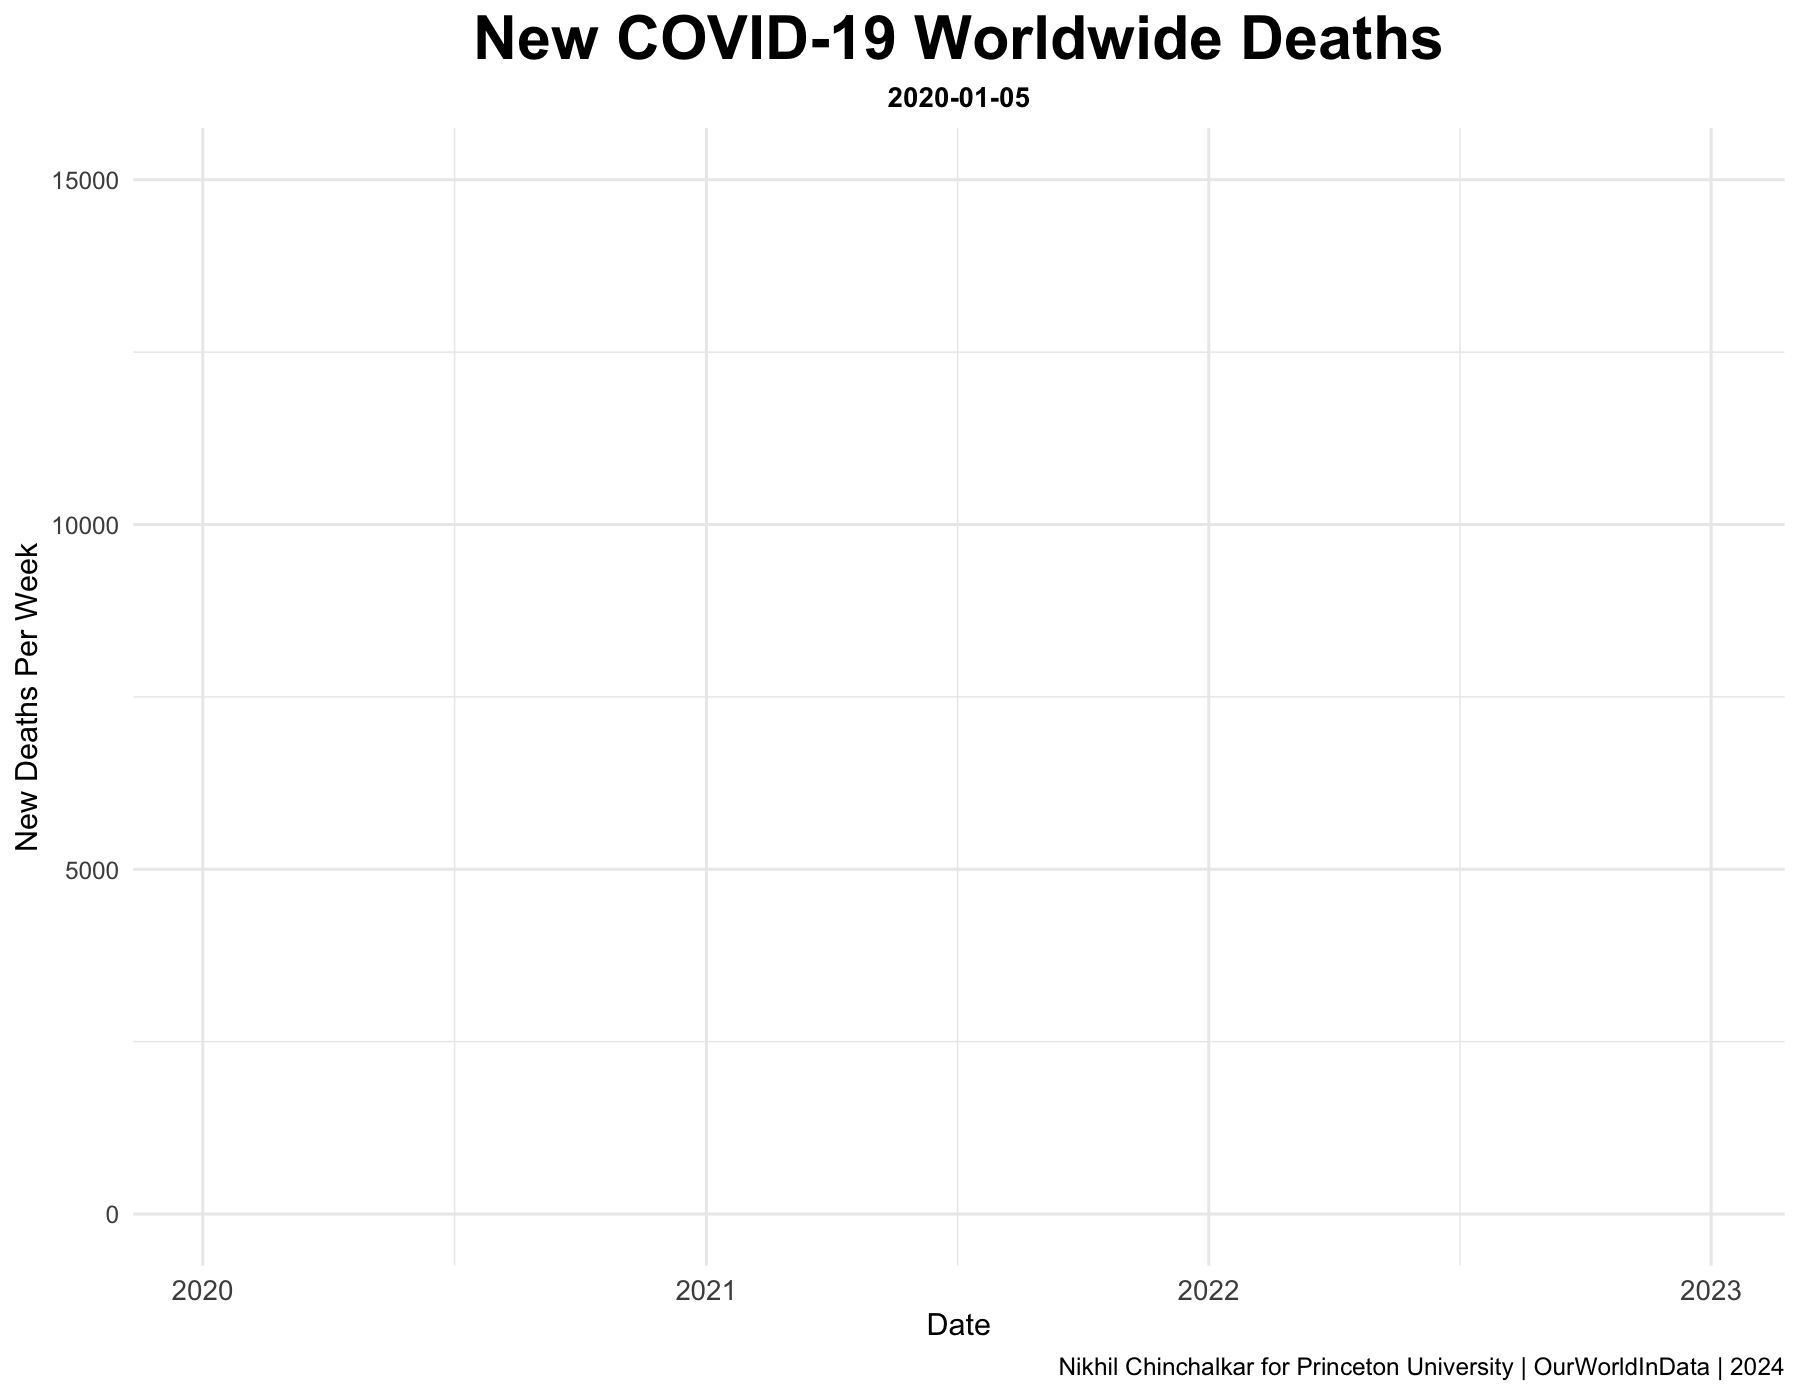 New COVID-19 Worldwide Deaths
2020-01-05
15000
10000
5000
0
New Deaths Per Week
2020 2021 2022 2023
Date
Nikhil Chinchalkar for Princeton University | OurWorldInData | 2024